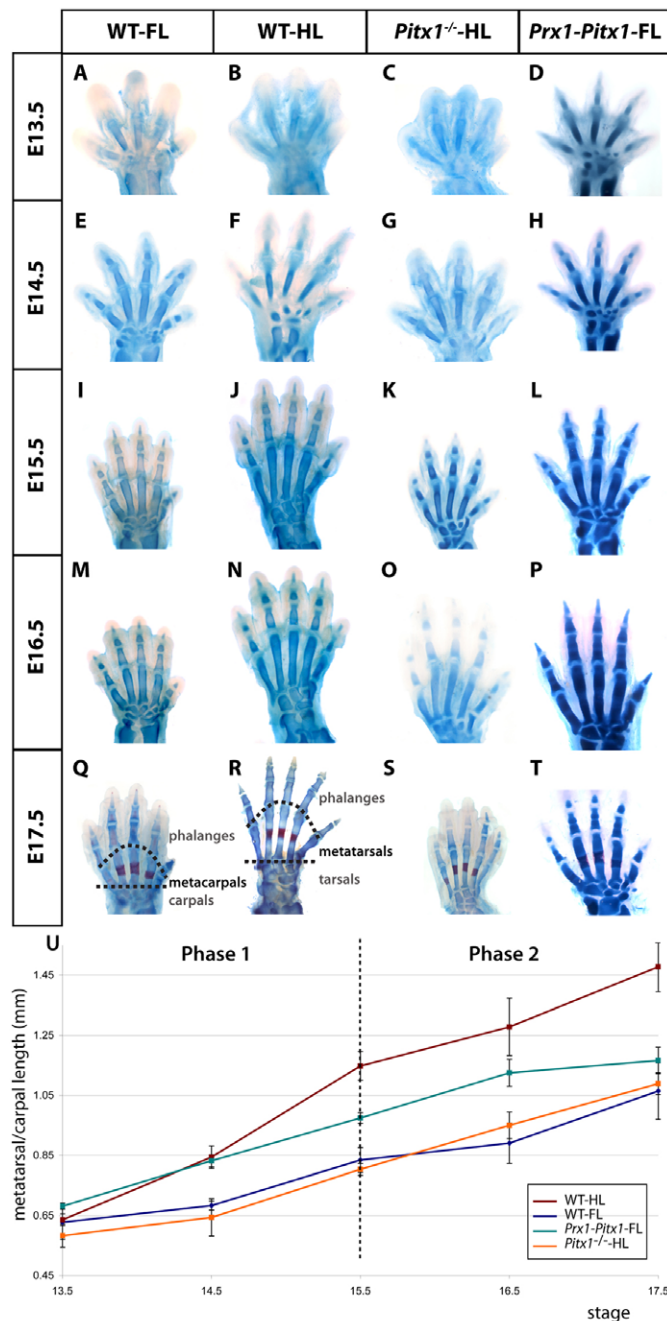 WT-FL WT-HL Pitx1-/--HL Prx1-Pitx1-FL
E13.5 A B C D
E14.5 E F G H
E15.5 I J K L
E16.5 M N O P
E17.5 Q R S T
phalanges phalanges
metacarpals metatarsals
carpals tarsals
U
Phase 1 Phase 2
metatarsal/carpal length (mm)
1.45
1.25
1.05
0.85
0.65
0.45
WT-HL
WT-FL
Prx1-Pitx1-FL
Pitx1-/--HL
13.5 14.5 15.5 16.5 17.5
stage